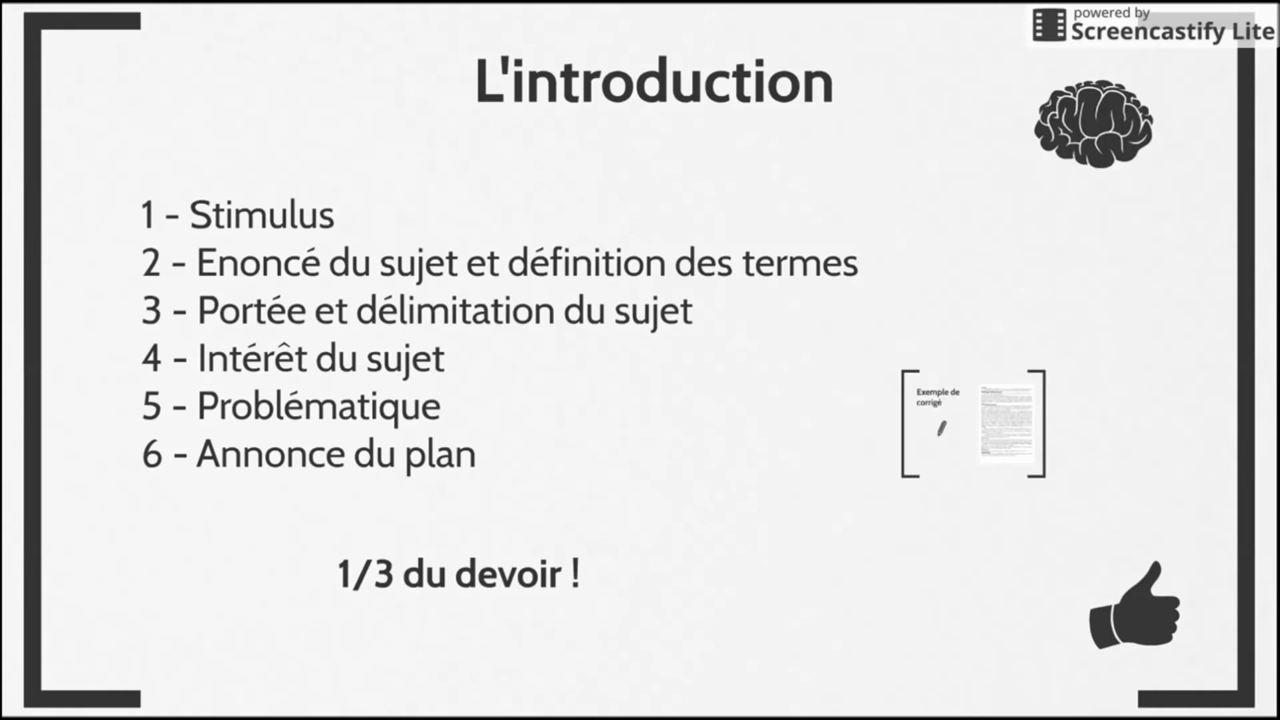 powered by
Screencastify Lite
L'introduction
1 - Stimulus
2 - Enoncé du sujet et définition des termes
3 - Portée et délimitation du sujet
4 - Intérêt du sujet
5 - Problématique
6 - Annonce du plan
Exemple de
corrigé
1/3 du devoir !